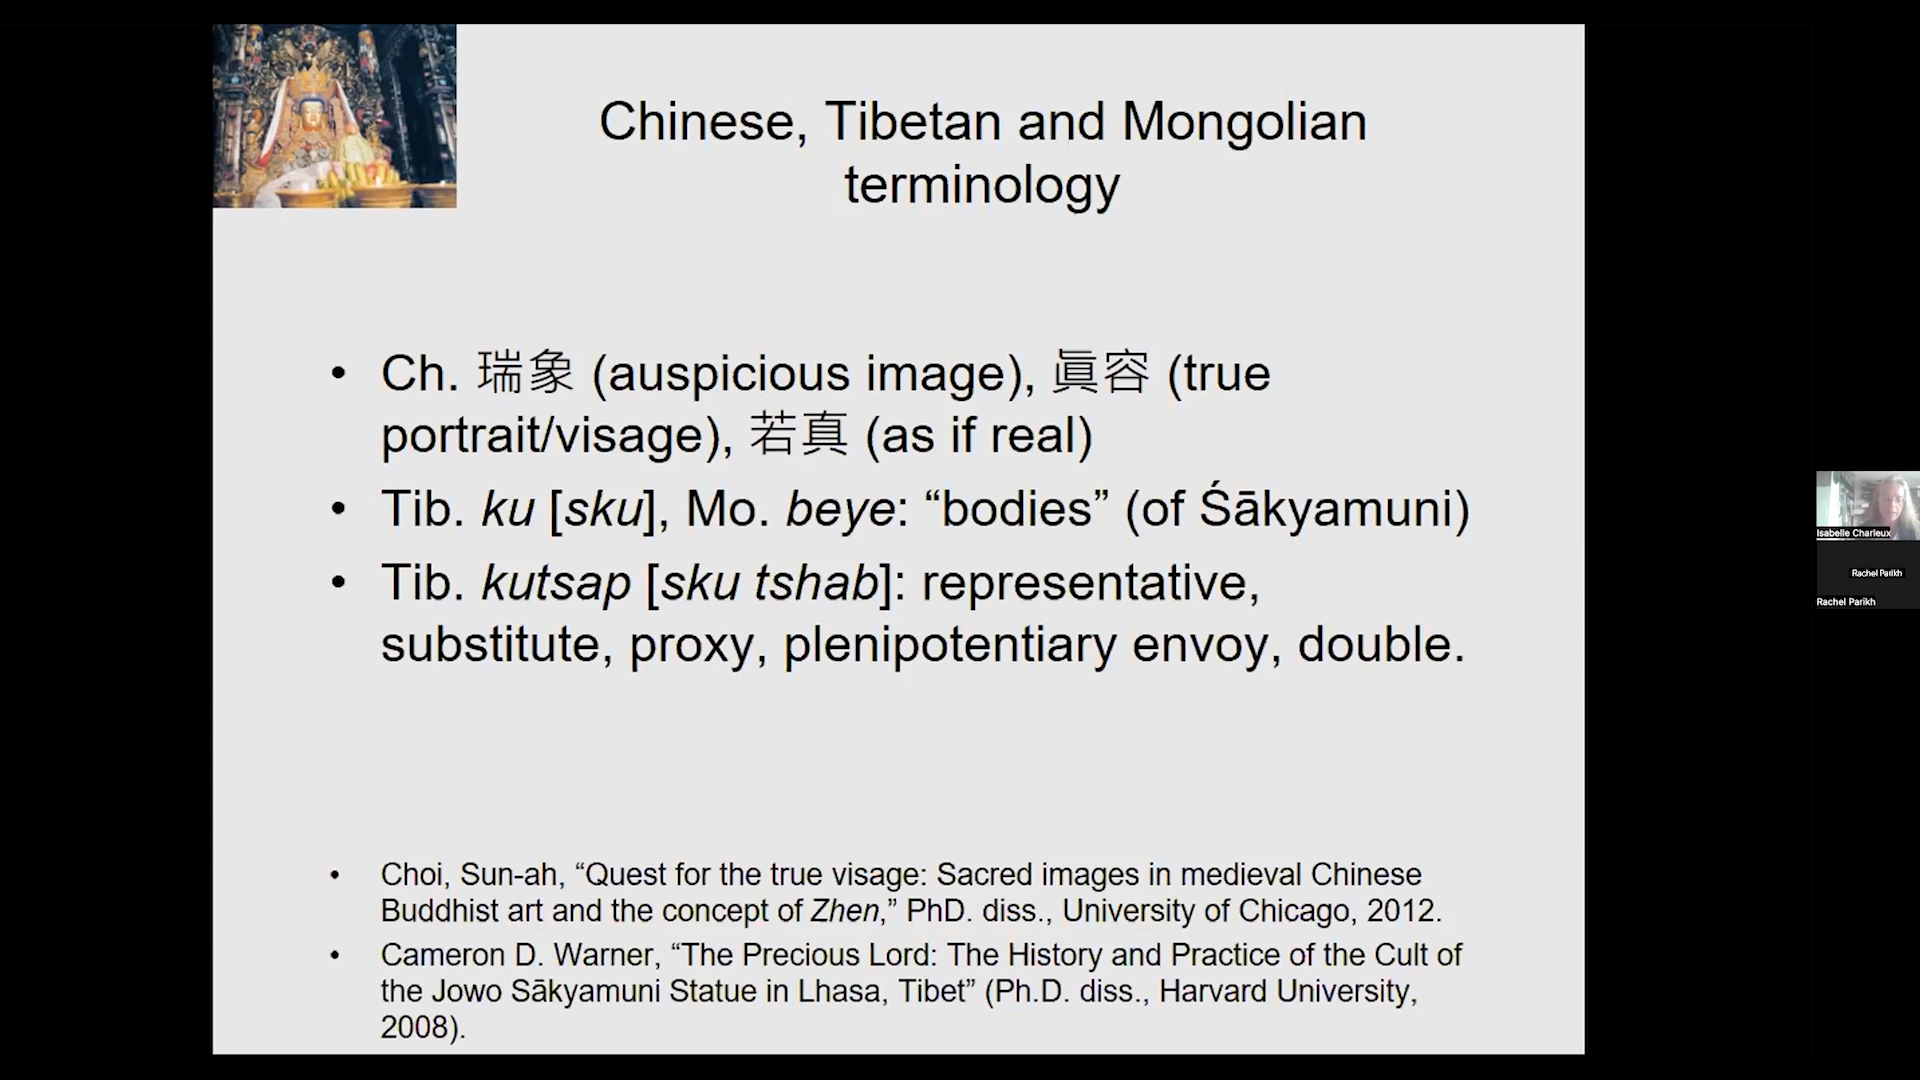 Chinese, Tibetan and Mongolian
terminology
• Ch. 瑞象 (auspicious image), 眞容 (true
portrait/visage), 若真 (as if real)
• Tib. ku [sku], Mo. beye: “bodies” (of Śākyamuni)
• Tib. kutsap [sku tshab]: representative,
substitute, proxy, plenipotentiary envoy, double.
• Choi, Sun-ah, “Quest for the true visage: Sacred images in medieval Chinese
Buddhist art and the concept of Zhen,” PhD. diss., University of Chicago, 2012.
• Cameron D. Warner, “The Precious Lord: The History and Practice of the Cult of
the Jowo Sākyamuni Statue in Lhasa, Tibet” (Ph.D. diss., Harvard University,
2008).
Isabelle Charleux
Rachel Parikh
Rachel Parikh